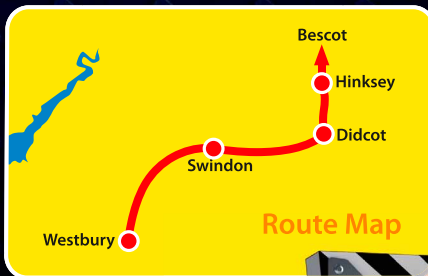 Bescot
Hinksey
Didcot
Swindon
Westbury
Route Map